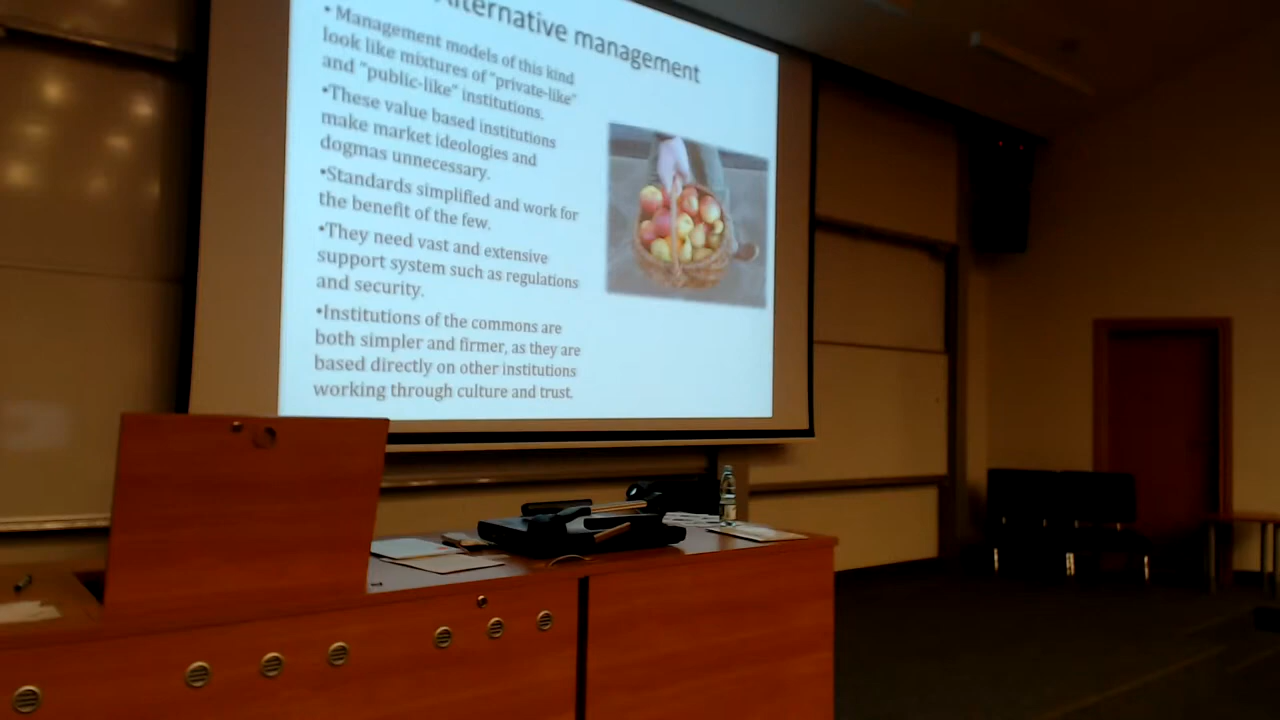 Alternative management
• Management models of this kind
look like mixtures of "private-like"
and "public-like" institutions.
•These value based institutions
make market ideologies and
dogmas unnecessary.
•Standards simplified and work for
the benefit of the few.
•They need vast and extensive
support system such as regulations
and security.
•Institutions of the commons are
both simpler and firmer, as they are
based directly on other institutions
working through culture and trust.